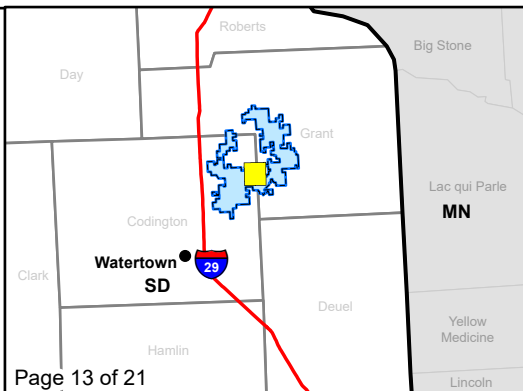 Roberts
Big Stone
Day
Grant
Lac qui Parle
MN
Codington
Watertown
29
SD
Clark
Deuel
Yellow
Medicine
Hamlin
Page 13 of 21
Lincoln